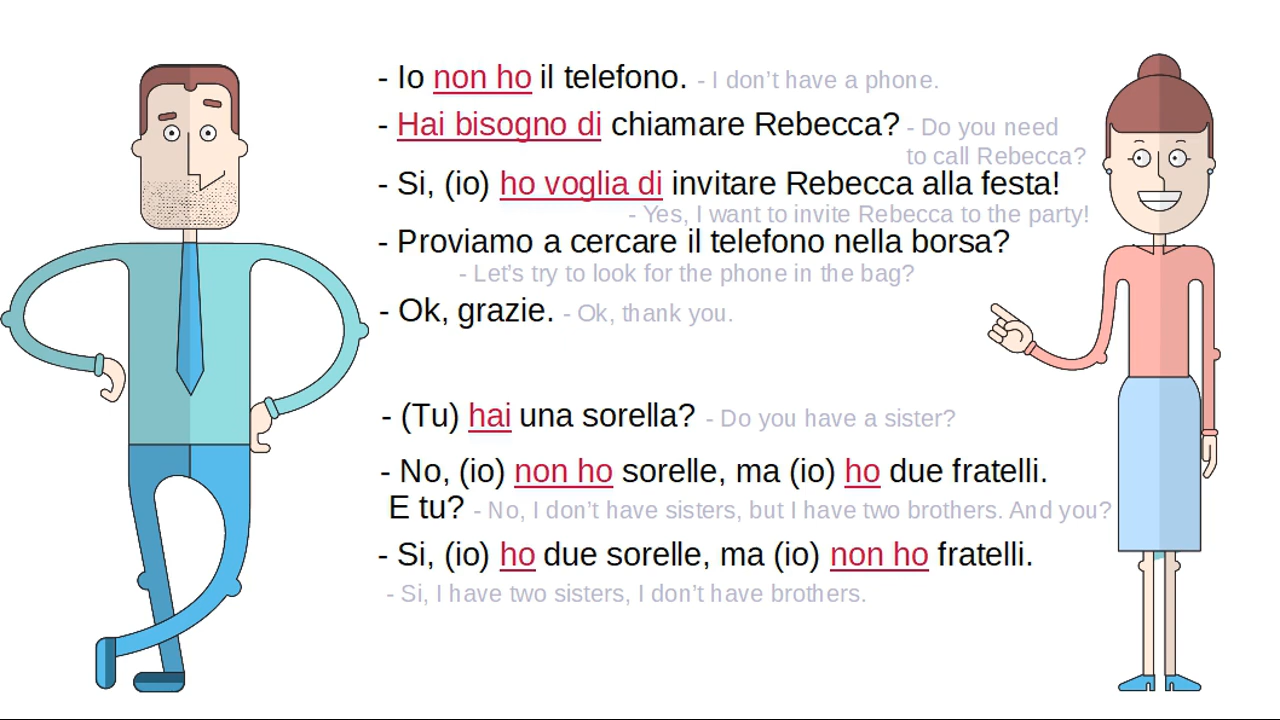 - Io non ho il telefono. - I don’t have a phone.
- Hai bisogno di chiamare Rebecca? - Do you need
to call Rebecca?
- Si, (io) ho voglia di invitare Rebecca alla festa!
- Yes, I want to invite Rebecca to the party!
- Proviamo a cercare il telefono nella borsa?
- Let’s try to look for the phone in the bag?
- Ok, grazie. - Ok, thank you.
- (Tu) hai una sorella? - Do you have a sister?
- No, (io) non ho sorelle, ma (io) ho due fratelli.
E tu? - No, I don’t have sisters, but I have two brothers. And you?
- Si, (io) ho due sorelle, ma (io) non ho fratelli.
- Si, I have two sisters, I don’t have brothers.